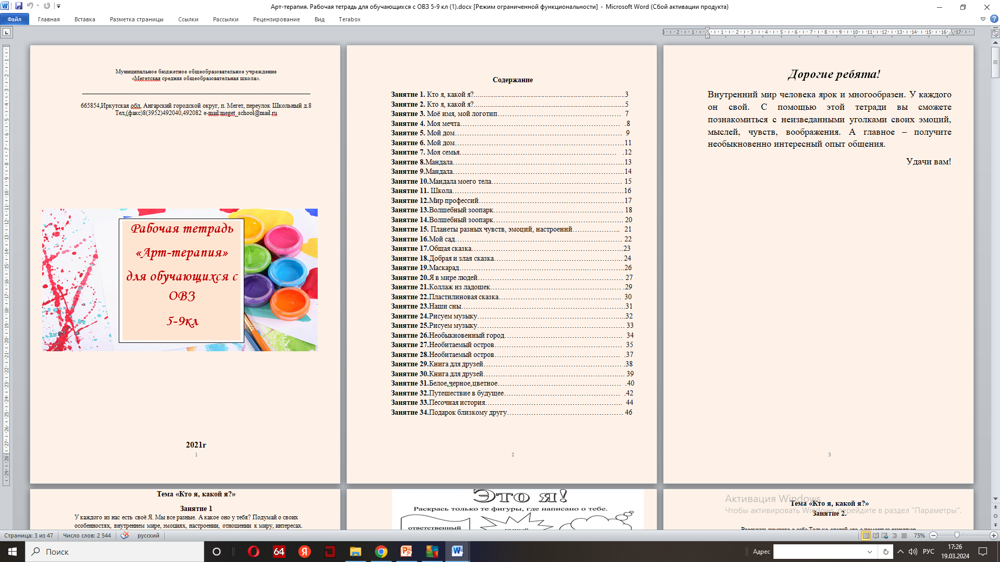 Арт-терапия. Рабочая тетрадь для обучающихся с ОВЗ 5-9 кл (1).docx [Режим ограниченной функциональности] - Microsoft Word (Сбой активации продукта)
Файл Главная Вставка Разметка страницы Ссылки Рассылки Рецензирование Вид Terabox
Муниципальное бюджетное общеобразовательное учреждение
«Мегетская средняя общеобразовательная школа».
665854,Иркутская обл, Ангарский городской округ, п. Мегет, переулок Школьный д.8
Тел,(факс)8(3952)492040,492082 e-mail:meget_school@mail.ru
Рабочая тетрадь
«Арт-терапия»
для обучающихся с
ОВЗ
5-9кл
2021г
1
Содержание
Занятие 1. Кто я, какой я?...3
Занятие 2. Кто я, какой я?...5
Занятие 3. Моё имя, мой логотип… 7
Занятие 4. Моя мечта… .8
Занятие 5. Мой дом… 9
Занятие 6. Мой дом…11
Занятие 7. Моя семья… .12
Занятие 8.Мандала…13
Занятие 9.Мандала…14
Занятие 10.Мандала моего тела… 15
Занятие 11. Школа…16
Занятие 12.Мир профессий…17
Занятие 13.Волшебный зоопарк… 18
Занятие 14.Волшебный зоопарк… 20
Занятие 15. Планеты разных чувств, эмоций, настроений… 21
Занятие 16.Мой сад… 22
Занятие 17.Общая сказка…23
Занятие 18.Добрая и злая сказка… 24
Занятие 19.Маскарад…26
Занятие 20.Я в мире людей… 27
Занятие 21.Коллаж из ладошек… .29
Занятие 22.Пластилиновая сказка… 30
Занятие 23.Наши сны…31
Занятие 24.Рисуем музыку…32
Занятие 25.Рисуем музыку… 33
Занятие 26.Необыкновенный город… 34
Занятие 27.Необитаемый остров… 35
Занятие 28.Необитаемый остров… .37
Занятие 29.Книга для друзей… .38
Занятие 30.Книга для друзей… 39
Занятие 31.Белое,черное,цветное… .40
Занятие 32.Путешествие в будущее… .42
Занятие 33.Песочная история… 44
Занятие 34.Подарок близкому другу… 46
2
Дорогие ребята!
Внутренний мир человека ярок и многообразен. У каждого
он свой. С помощью этой тетради вы сможете
познакомиться с неизведанными уголками своих эмоций,
мыслей, чувств, воображения. А главное – получите
необыкновенно интересный опыт общения.
Удачи вам!
3
Тема «Кто я, какой я?»
Занятие 1
У каждого из нас есть своё Я. Мы все разные. А какое оно у тебя? Подумай о своих
особенностях, внутреннем мире, эмоциях, настроении, отношении к миру, интересах.
Это я!
Раскрась только те фигуры, где написано о тебе.
ответственный
Тема «Кто я, какой я?»
Занятие 2.
Активация Windows
Чтобы активировать Windows, перейдите в раздел "Параметры".
Страница: 3 из 47 Число слов: 2 544 русский 75%
Поиск 64 Адрес РУС 17:26
19.03.2024